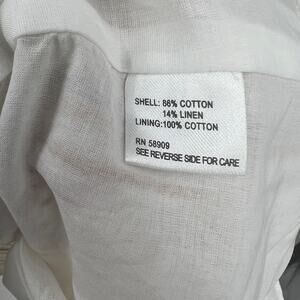 SHELL: 86% COTTON
14% LINEN
LINING:100% COTTON
RN 58909
SEE REVERSE SIDE FOR CARE